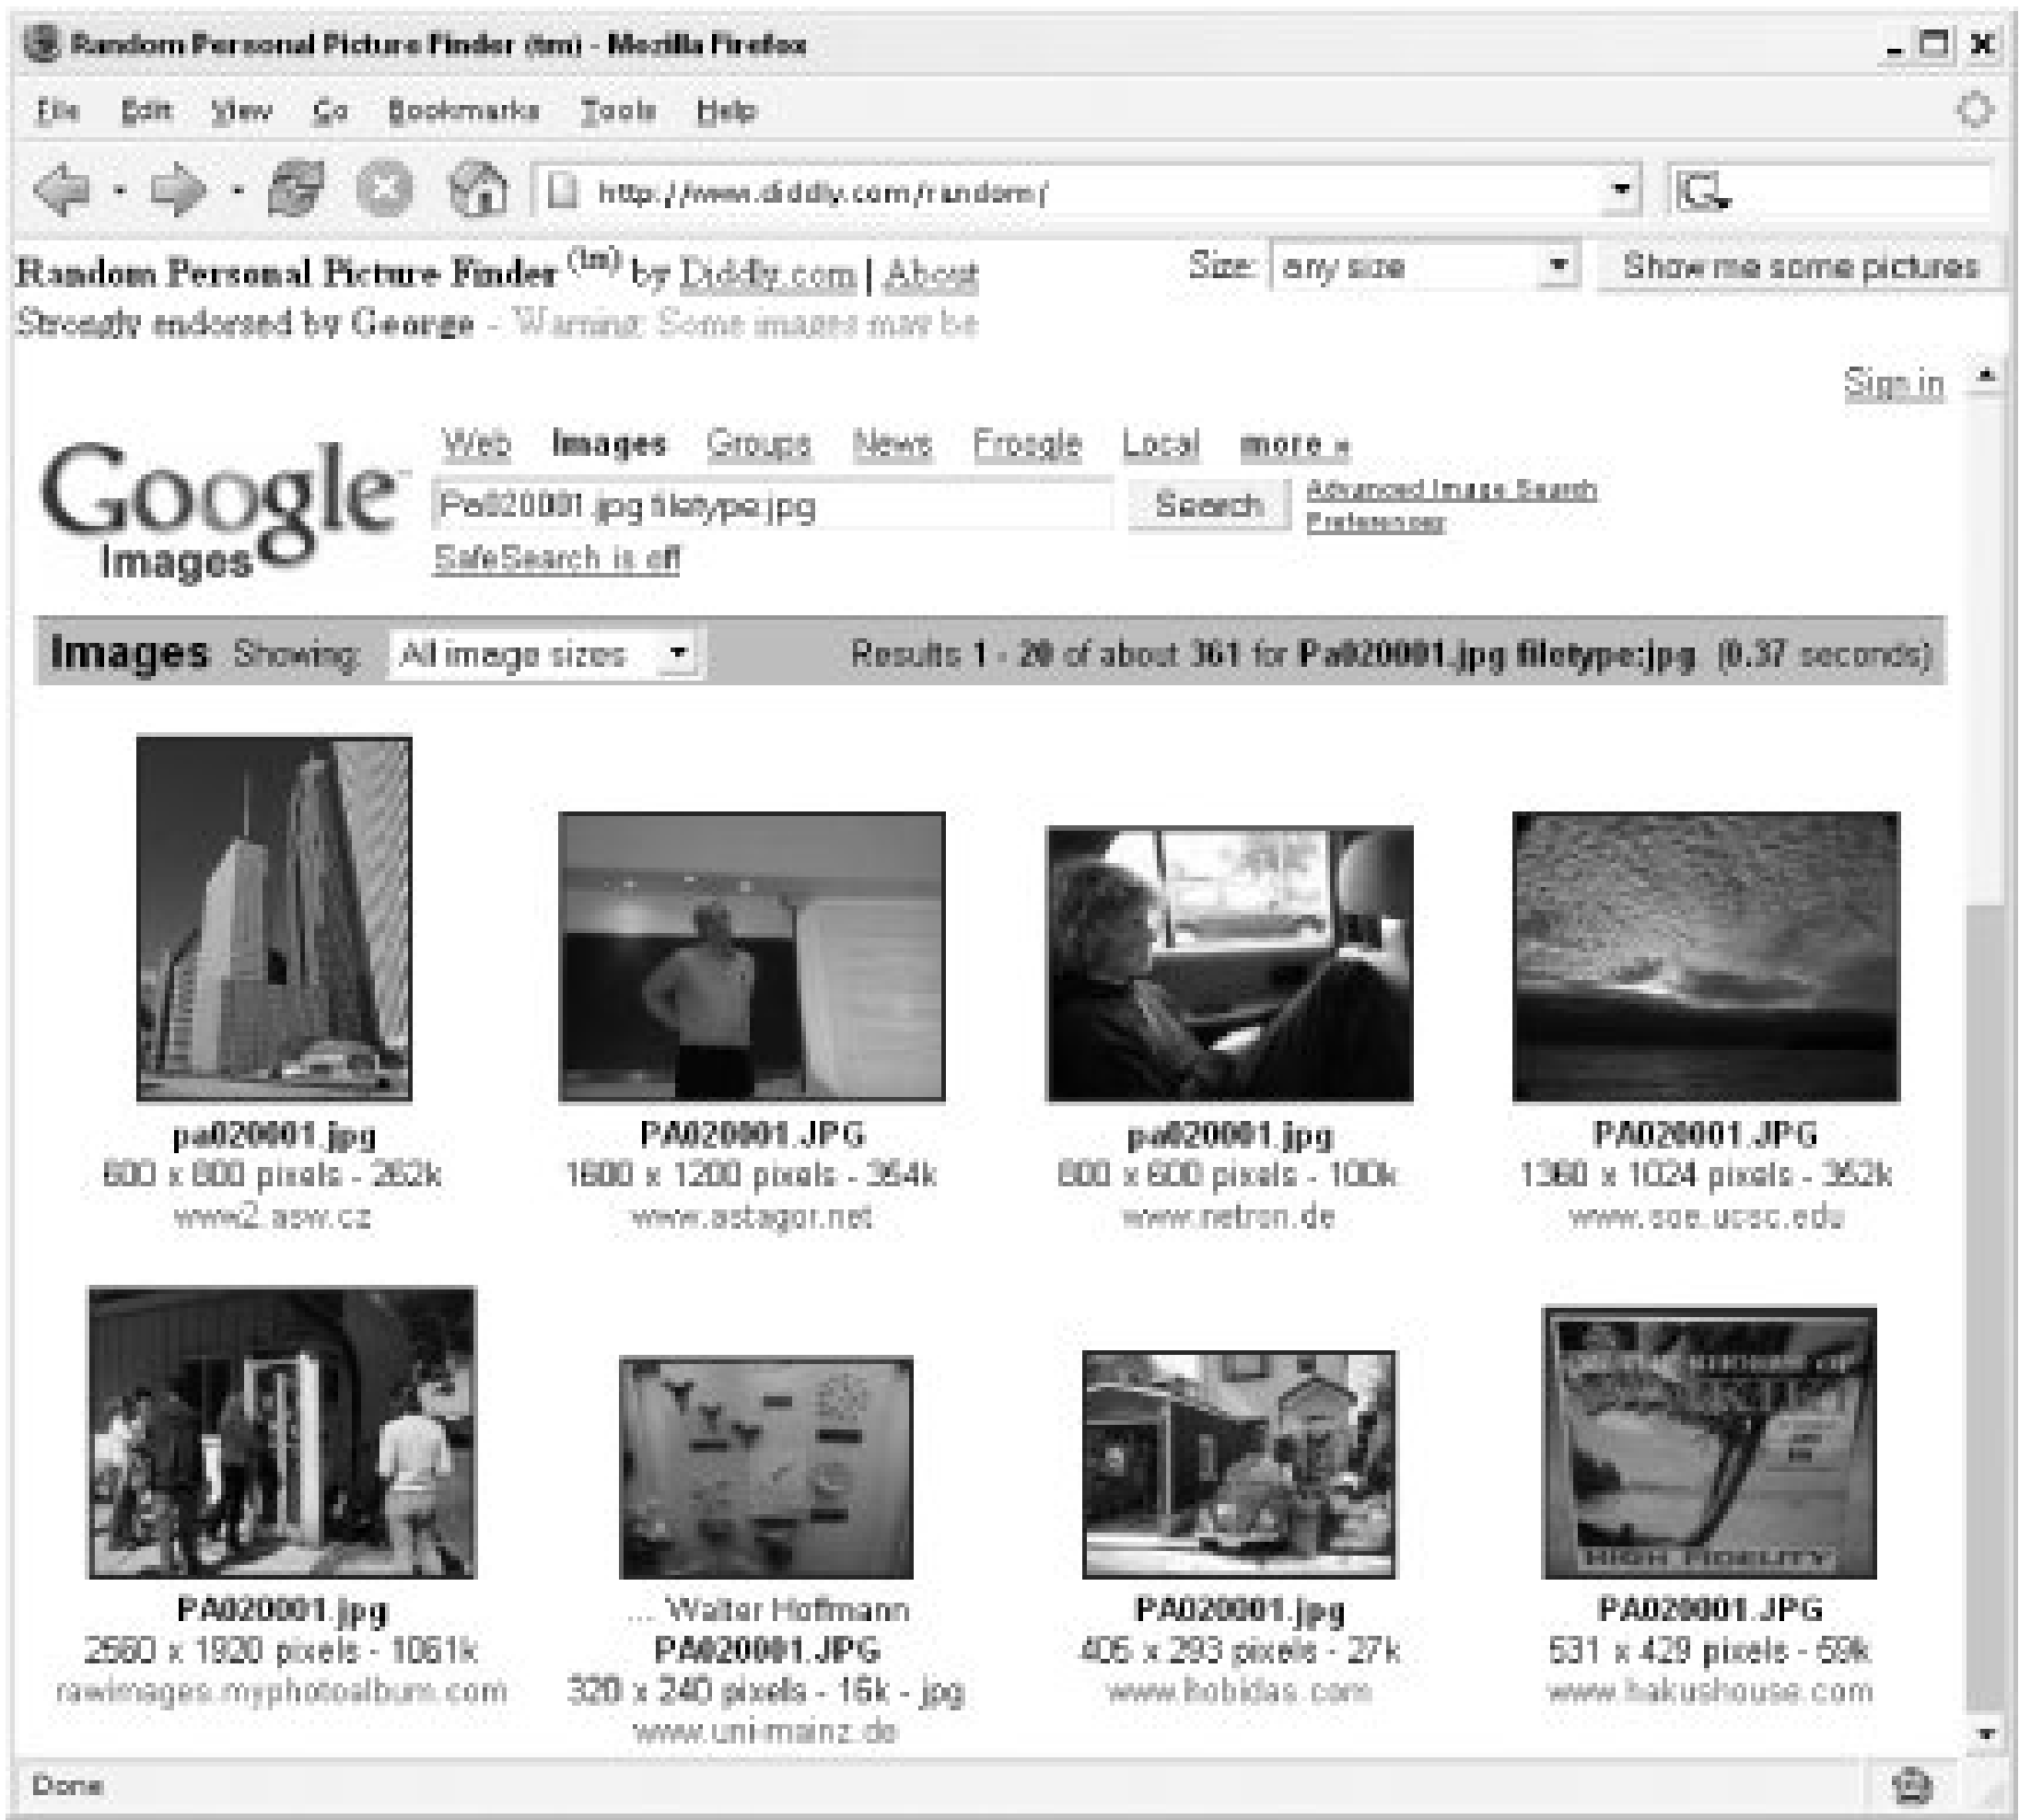 Random Personal Picture Finder (tm) - Mozilla Firefox
File Edit View Go Bookmarks Tools Help
http://www.diddly.com/random/
Random Personal Picture Finder (tm) by Diddly.com | About
Size: any size Show me some pictures
Strongly endorsed by George - Warning: Some images may be
Sign in
Web Images Groups News Froogle Local more »
Google Images
Pa020001.jpg filetype:jpg Search Advanced Image Search
Preferences
SafeSearch is off
Images Showing: All image sizes Results 1 - 20 of about 361 for Pa020001.jpg filetype:jpg (0.37 seconds)
pa020001.jpg PA020001.JPG pa020001.jpg PA020001.JPG
600 x 800 pixels - 262k 1600 x 1200 pixels - 364k 800 x 600 pixels - 100k 1360 x 1024 pixels - 352k
www2.asw.cz www.astagor.net www.netron.de www.soe.ucsc.edu
HIGH FIDELITY
PA020001.jpg ... Walter Hoffmann PA020001.jpg PA020001.JPG
2560 x 1920 pixels - 1061k PA020001.JPG 406 x 293 pixels - 27k 531 x 429 pixels - 59k
rawimages.myphotoalbum.com 320 x 240 pixels - 16k - jpg www.hobidas.com www.hakushouse.com
www.uni-mainz.de
Done